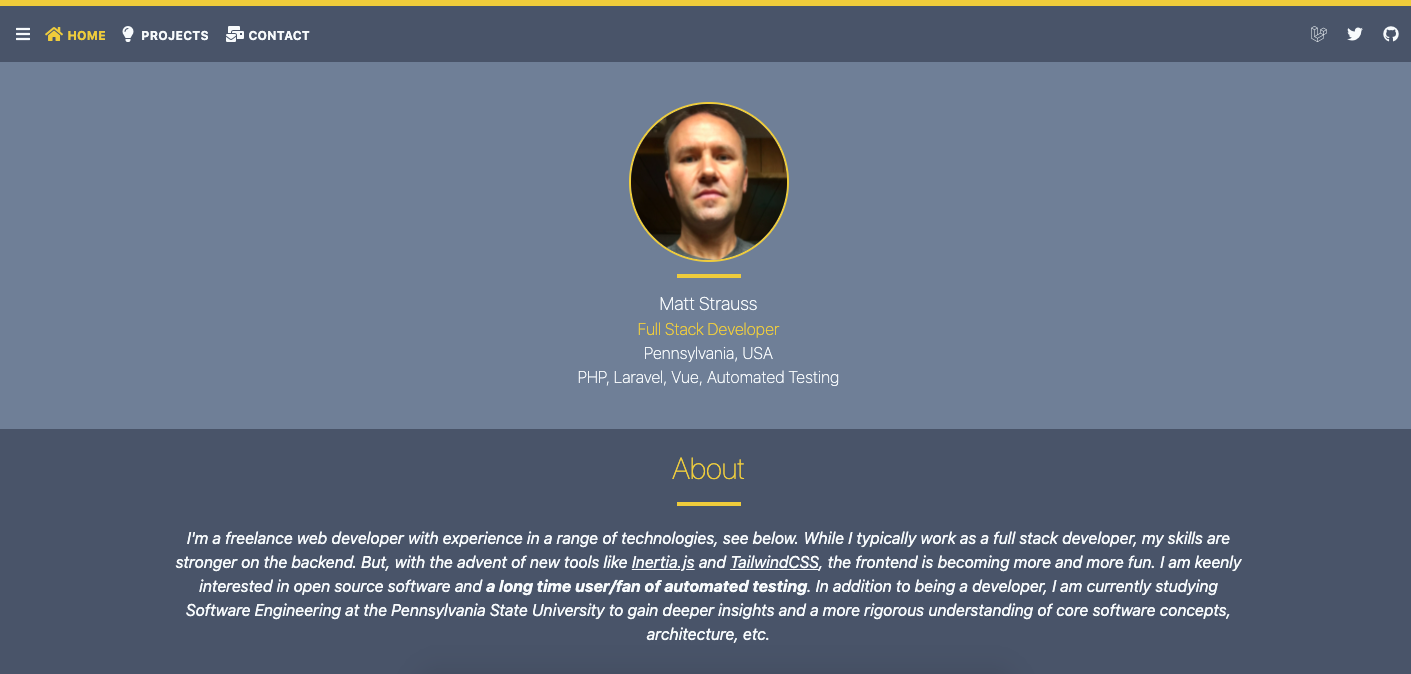 HOME PROJECTS CONTACT
Matt Strauss
Full Stack Developer
Pennsylvania, USA
PHP, Laravel, Vue, Automated Testing
About
I'm a freelance web developer with experience in a range of technologies, see below. While I typically work as a full stack developer, my skills are
stronger on the backend. But, with the advent of new tools like Inertia.js and TailwindCSS, the frontend is becoming more and more fun. I am keenly
interested in open source software and a long time user/fan of automated testing. In addition to being a developer, I am currently studying
Software Engineering at the Pennsylvania State University to gain deeper insights and a more rigorous understanding of core software concepts,
architecture, etc.